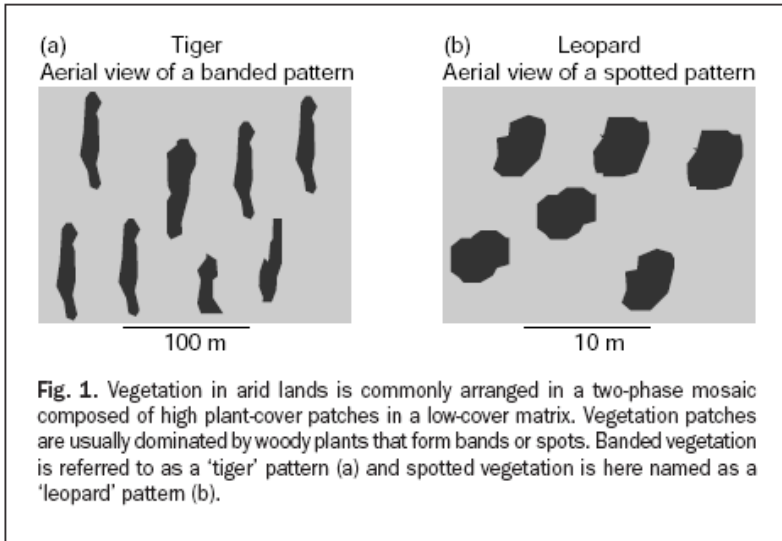 (a) Tiger
Aerial view of a banded pattern
100 m
(b) Leopard
Aerial view of a spotted pattern
10 m
Fig. 1. Vegetation in arid lands is commonly arranged in a two-phase mosaic
composed of high plant-cover patches in a low-cover matrix. Vegetation patches
are usually dominated by woody plants that form bands or spots. Banded vegetation
is referred to as a ‘tiger’ pattern (a) and spotted vegetation is here named as a
‘leopard’ pattern (b).